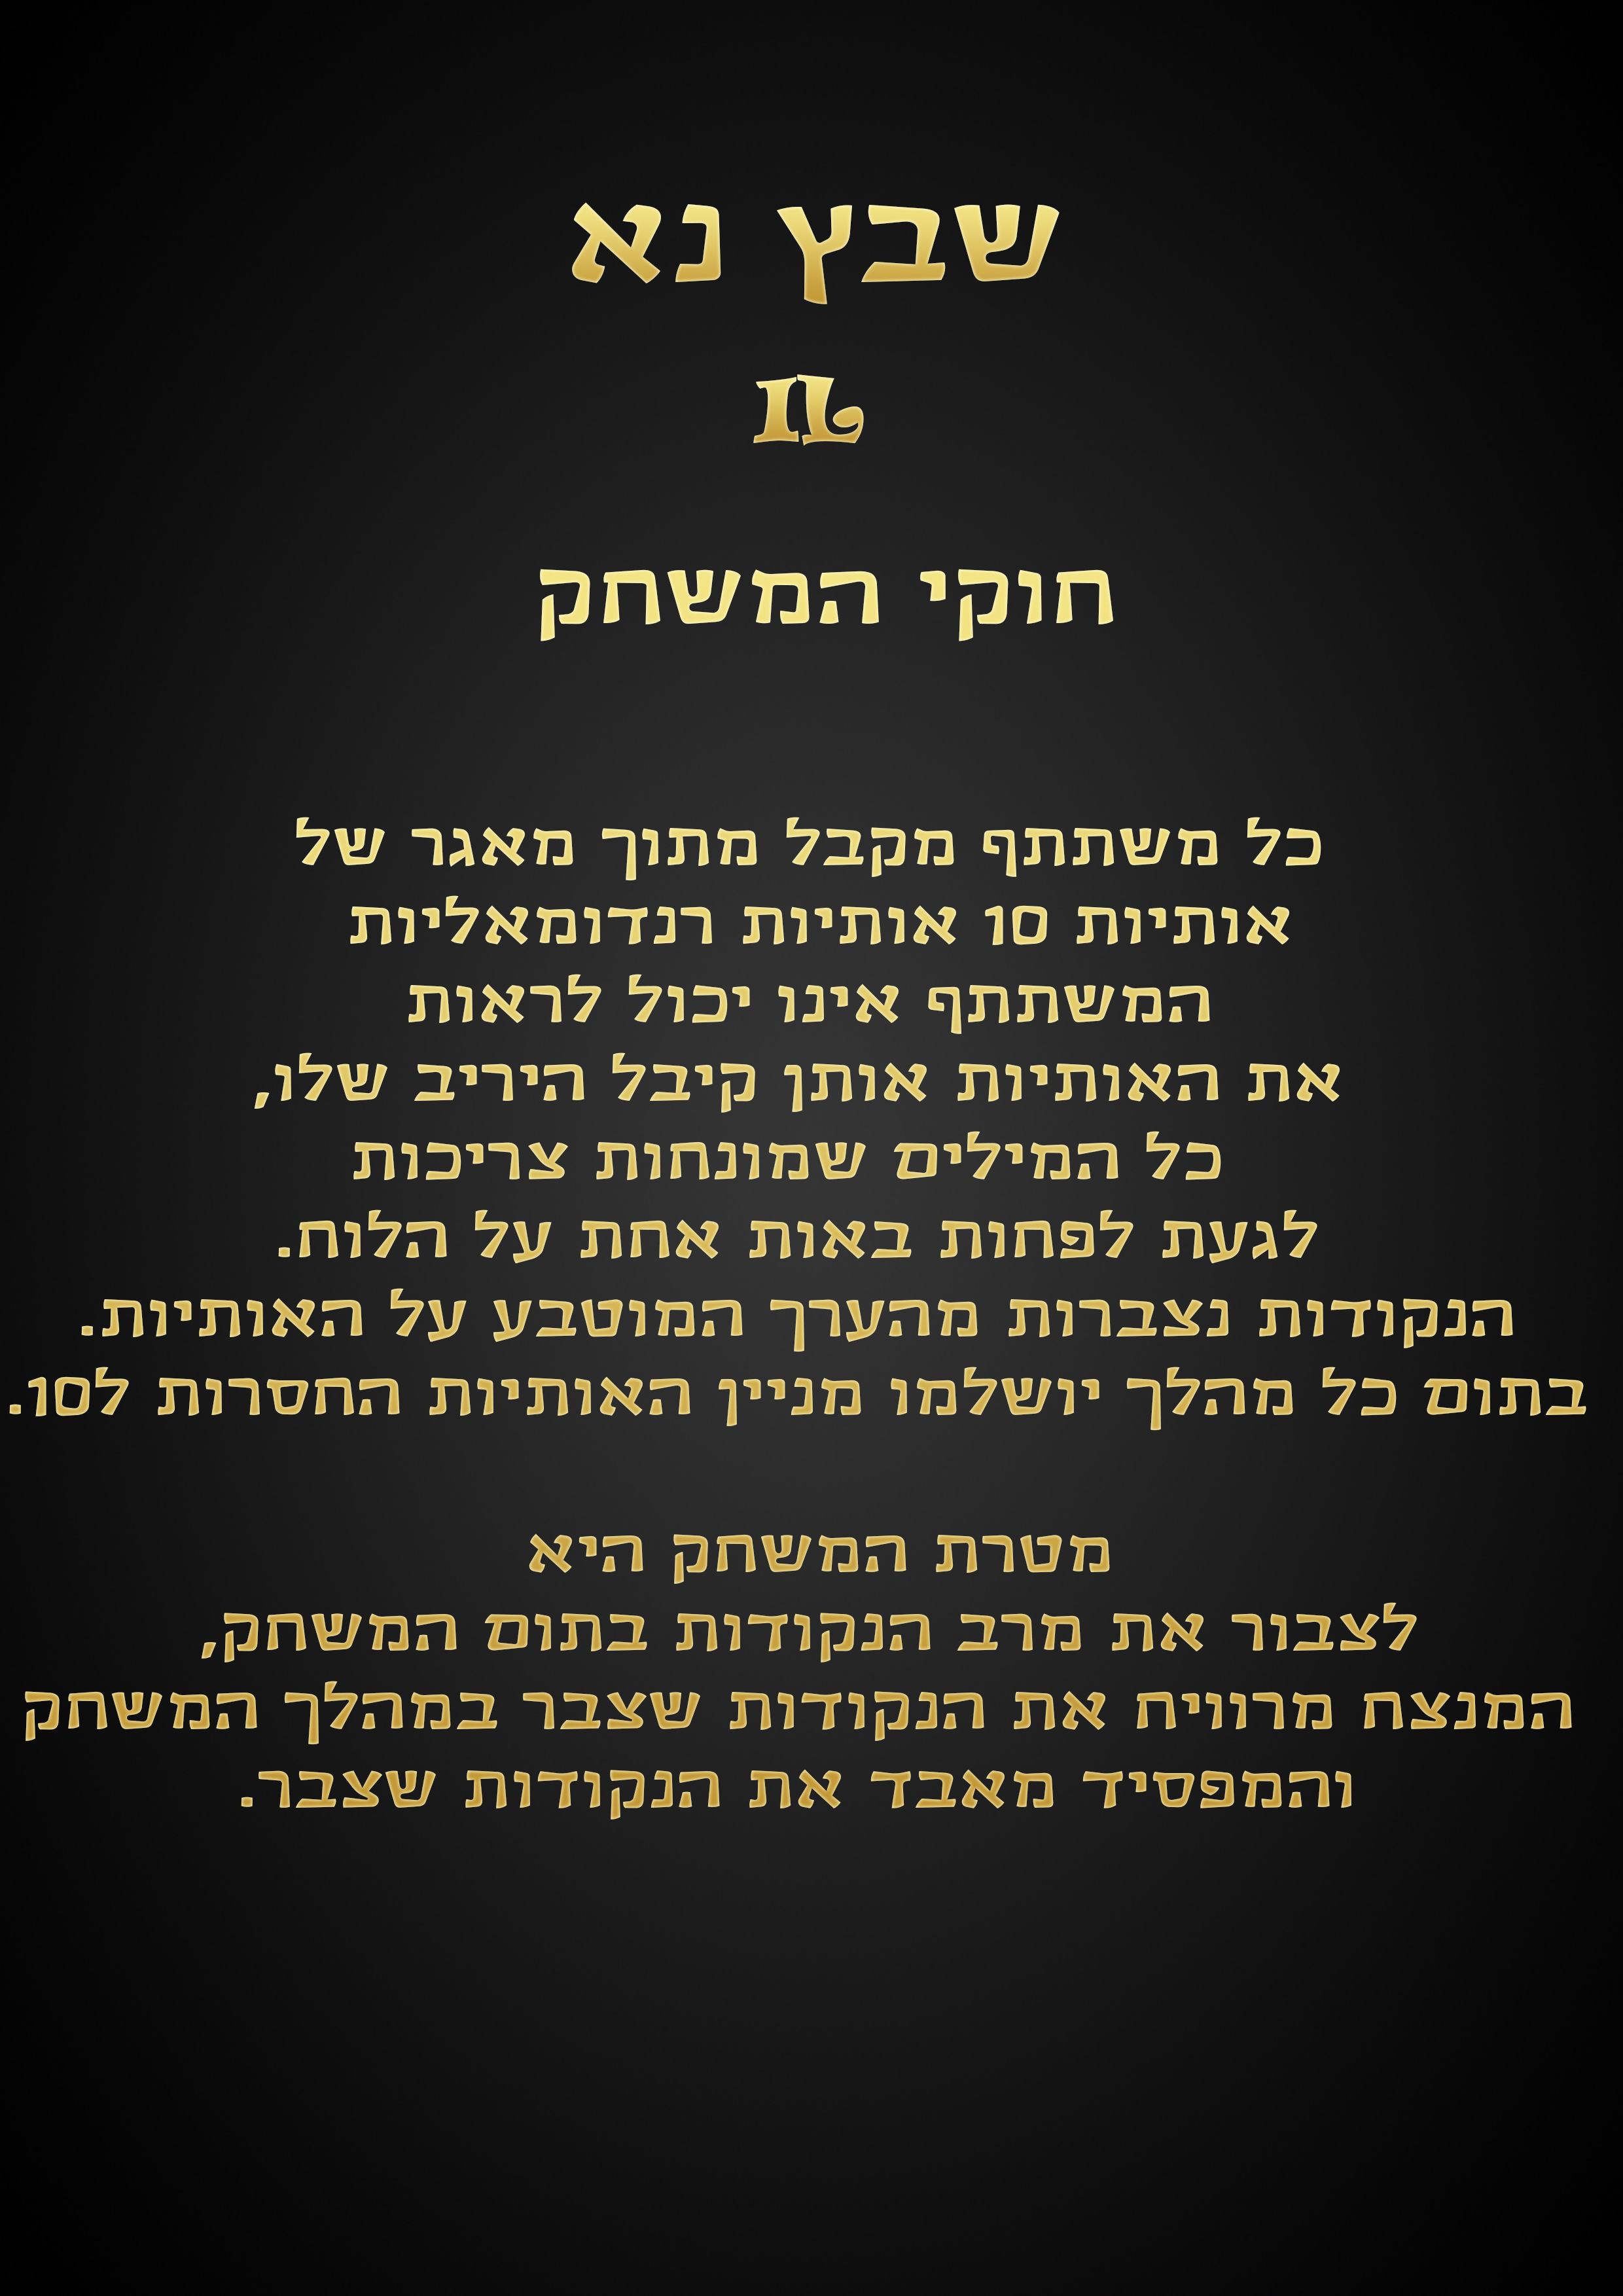 שבץ נא
חוקי המשחק
כל משתתף מקבל מתוך מאגר של
אותיות 10 אותיות רנדומאליות
המשתתף אינו יכול לראות
את האותיות אותן קיבל היריב שלו,
כל המילים שמונחות צריכות
לגעת לפחות באות אחת על הלוח.
הנקודות נצברות מהערך המוטבע על האותיות.
בתום כל מהלך יושלמו מניין האותיות החסרות ל10.
מטרת המשחק היא
לצבור את מרב הנקודות בתום המשחק,
המנצח מרוויח את הנקודות שצבר במהלך המשחק
והמפסיד מאבד את הנקודות שצבר.